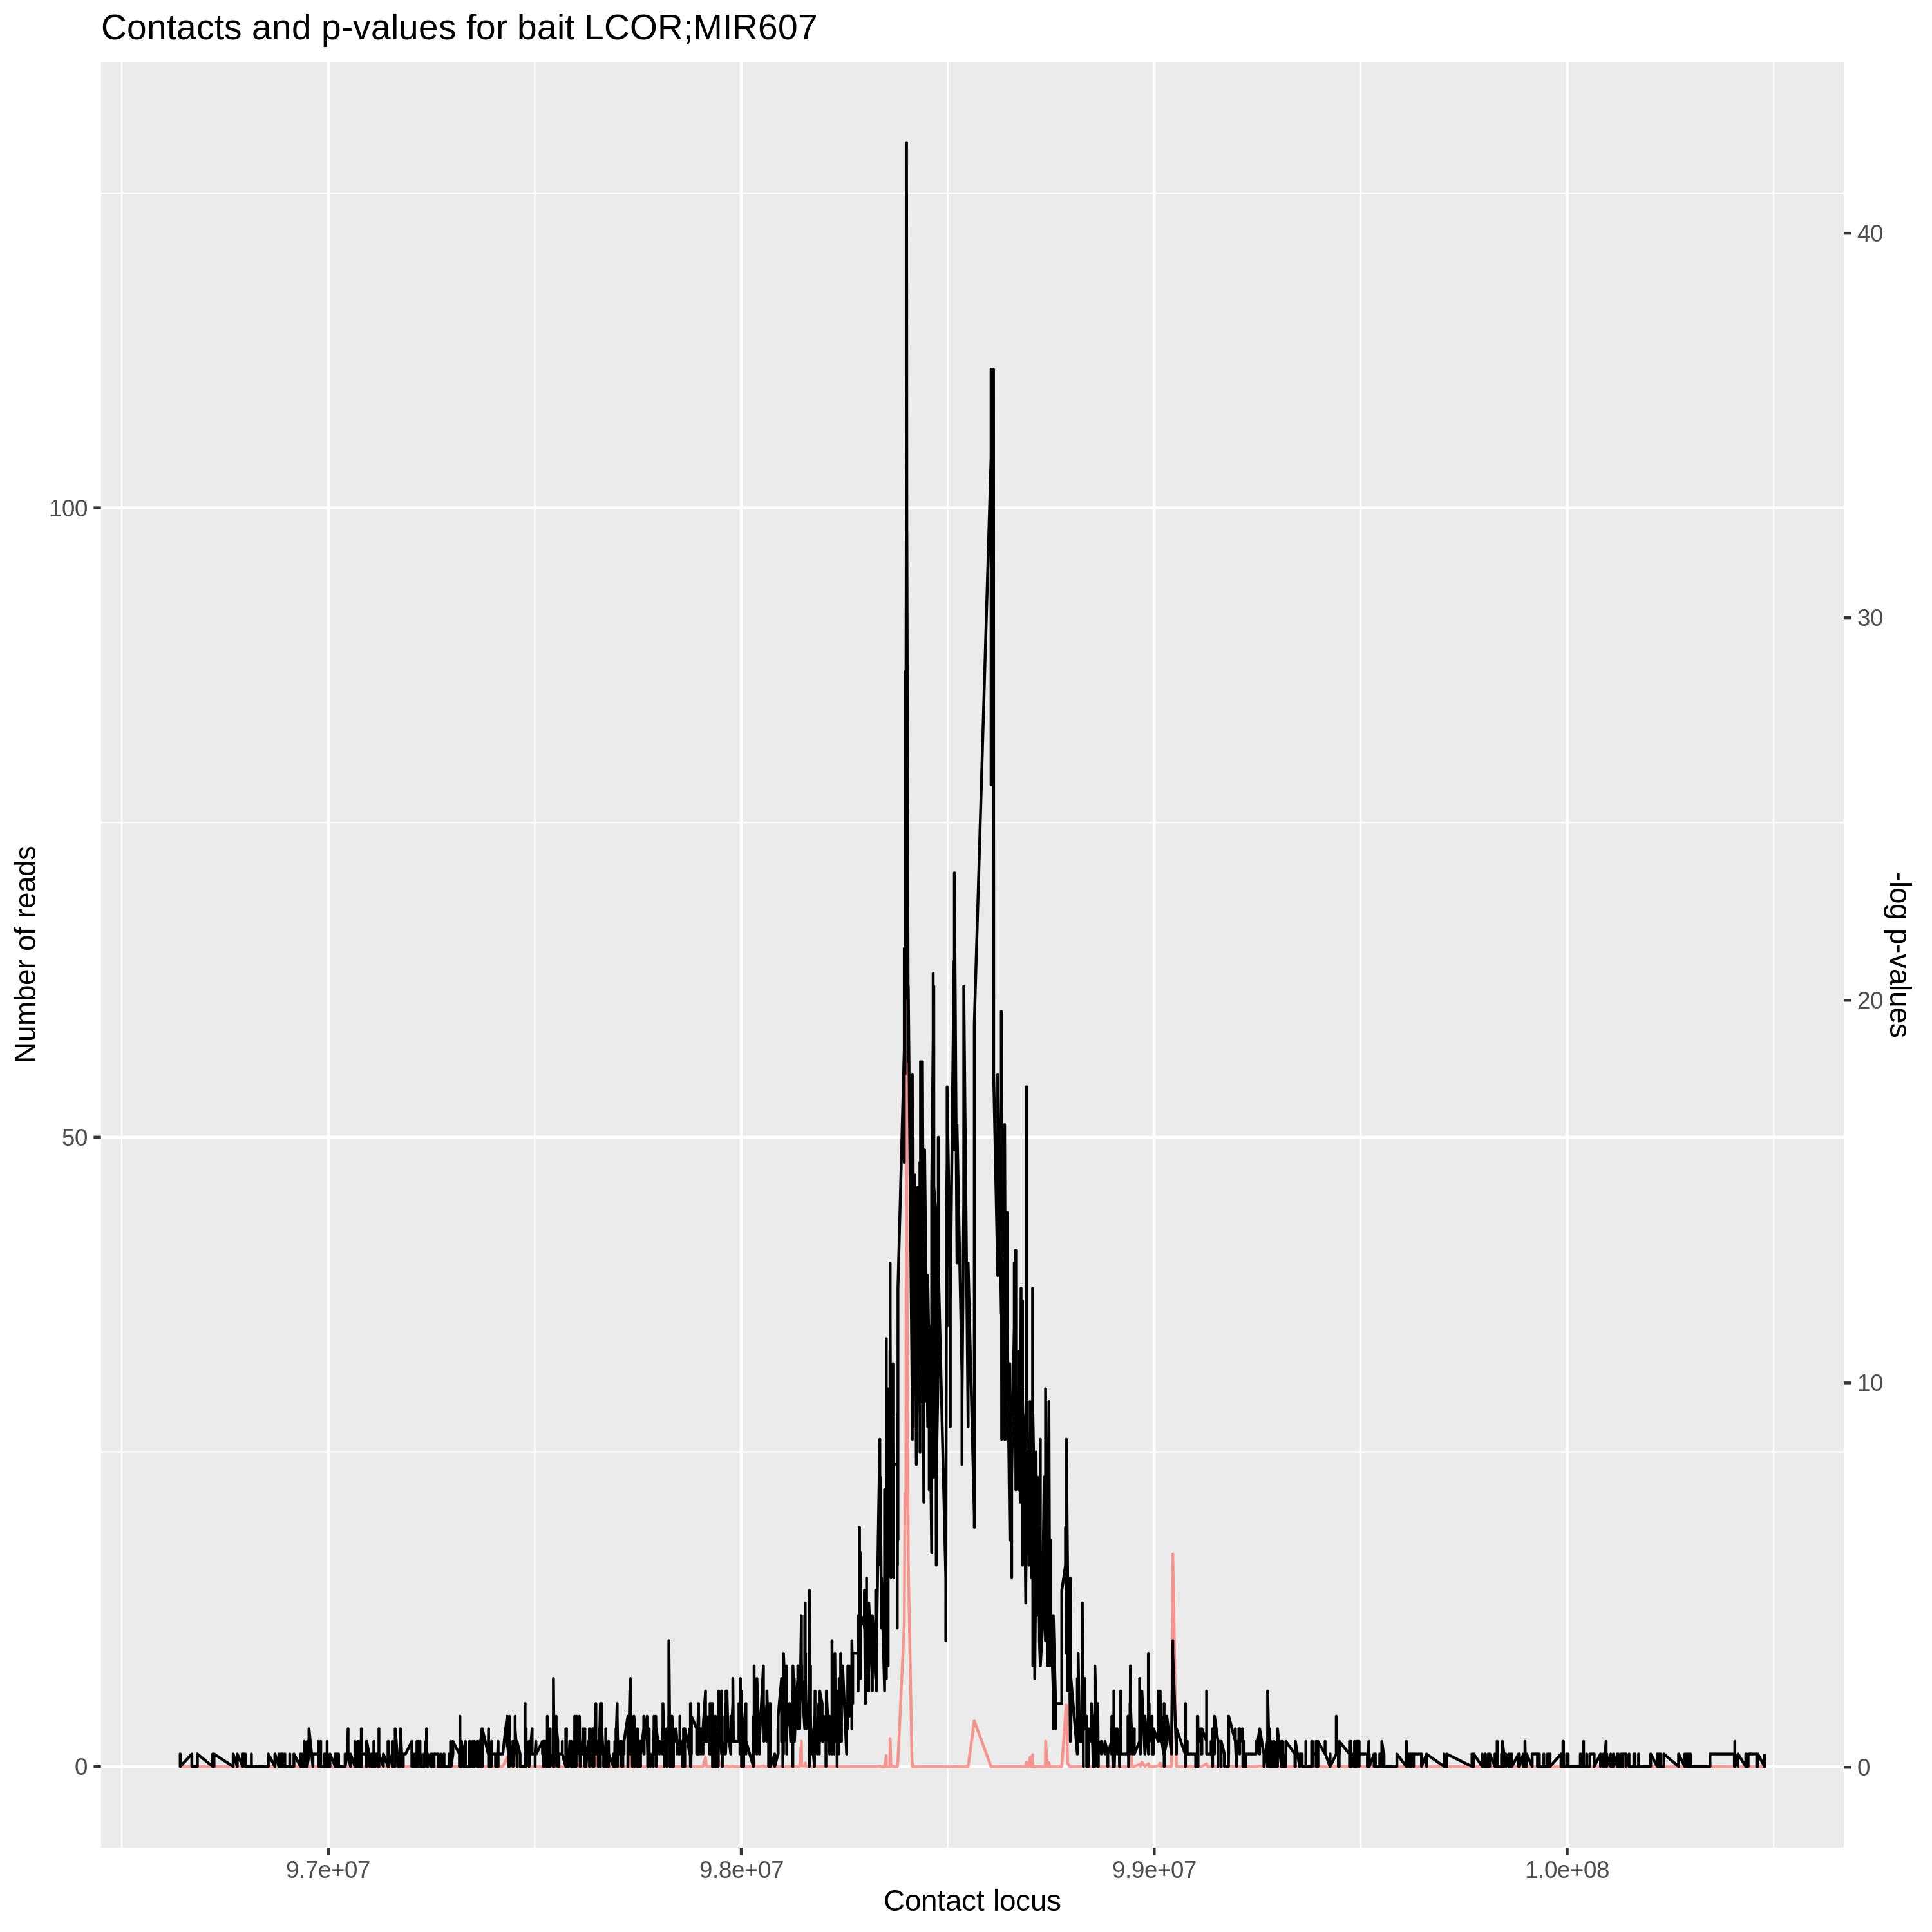 Contacts and p-values for bait LCOR;MIR607
Number of reads
100
50
0
40
30
20
10
0
-log p-values
9.7e+07
9.8e+07
9.9e+07
1.0e+08
Contact locus